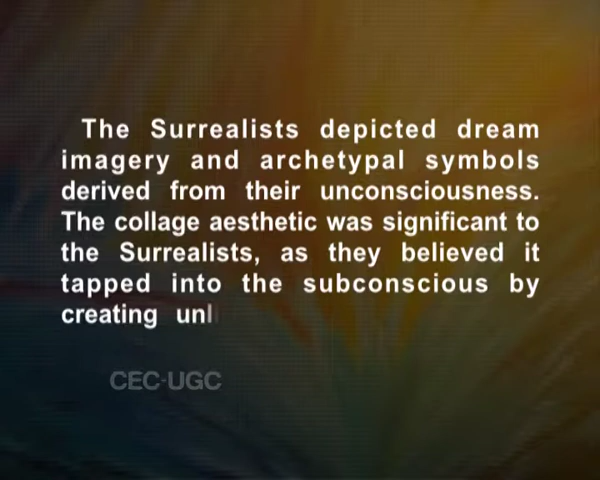 The Surrealists depicted dream
imagery and archetypal symbols
derived from their unconsciousness.
The collage aesthetic was significant to
the Surrealists, as they believed it
tapped into the subconscious by
creating unl
CEC-UGC